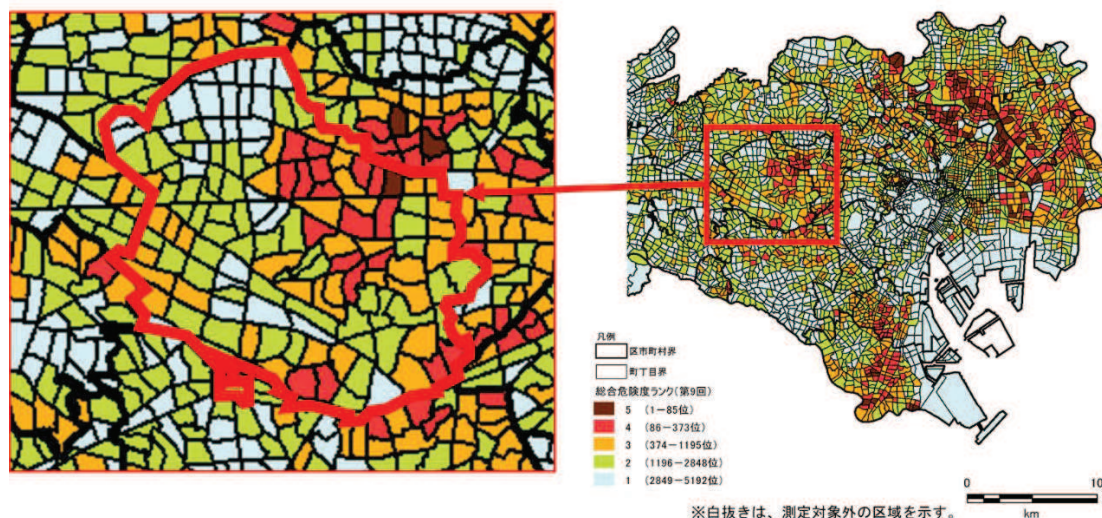 凡例
区市町村界
町丁目界
総合危険度ランク(第9回)
5 (1－85位)
4 (86－373位)
3 (374－1195位)
2 (1196－2848位)
1 (2849－5192位)
0 10
km
※白抜きは、測定対象外の区域を示す。